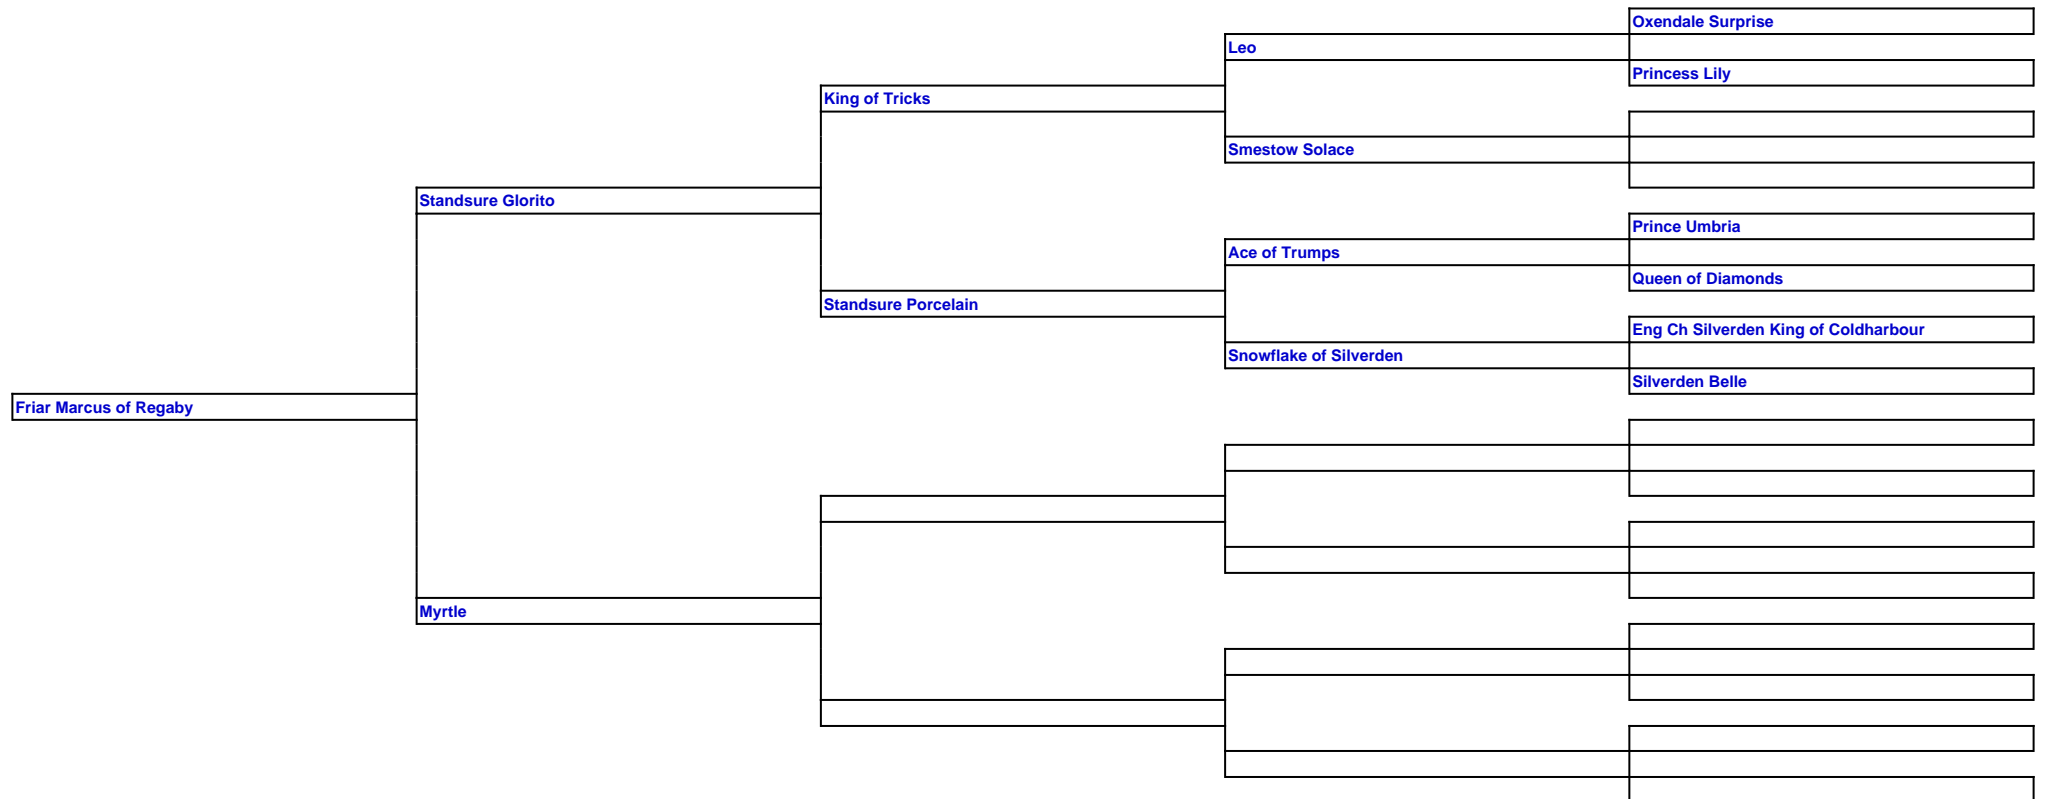 Oxendale Surprise
Leo
Princess Lily
King of Tricks
Smestow Solace
Standsure Glorito
Prince Umbria
Ace of Trumps
Queen of Diamonds
Standsure Porcelain
Eng Ch Silverden King of Coldharbour
Snowflake of Silverden
Silverden Belle
Friar Marcus of Regaby
Myrtle